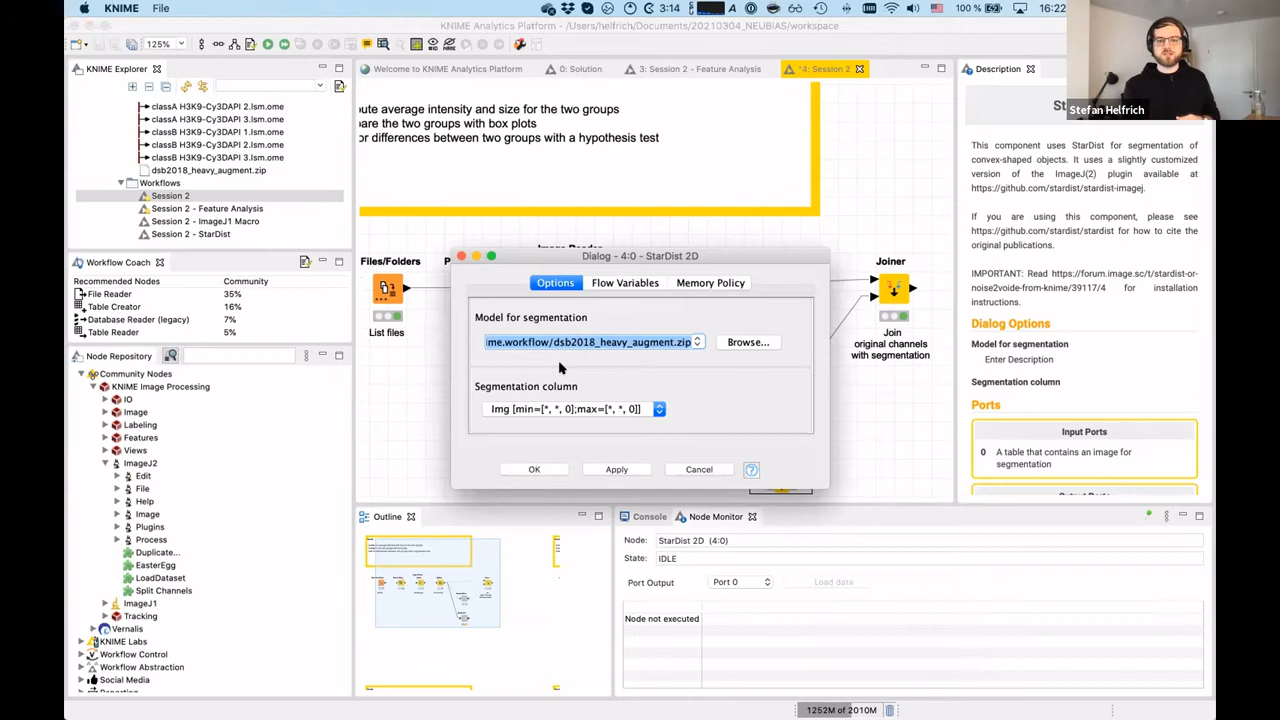 KNIME Edit View
3:14
A
100 %
16:22
KNIME Analytics Platform - /Users/helfrich/Documents/20210304_NEUBIAS/workspace
125%
Stefan Helfrich
KNIME Explorer
classA H3K9-Cy3DAPI 2.lsm.ome
classA H3K9-Cy3DAPI 3.lsm.ome
classB H3K9-Cy3DAPI 1.lsm.ome
classB H3K9-Cy3DAPI 2.lsm.ome
classB H3K9-Cy3DAPI 3.lsm.ome
dsb2018_heavy_augment.zip
Workflows
Session 2
Session 2 - Feature Analysis
Session 2 - ImageJ1 Macro
Session 2 - StarDist
Workflow Coach
Recommended Nodes Community
File Reader 35%
Table Creator 16%
Database Reader (legacy) 7%
Table Reader 5%
Node Repository
Community Nodes
KNIME Image Processing
IO
Image
Labeling
Features
Views
ImageJ2
Edit
File
Help
Image
Plugins
Process
Duplicate...
EasterEgg
LoadDataset
Split Channels
ImageJ1
Tracking
Vernalis
KNIME Labs
Workflow Control
Workflow Abstraction
Social Media
Reporting
Welcome to KNIME Analytics Platform
0: Solution
3: Session 2 - Feature Analysis
*4: Session 2
ute average intensity and size for the two groups
are the two groups with box plots
or differences between two groups with a hypothesis test
Files/Folders
P
Image Reader
Joiner
List files
Join
original channels
with segmentation
Dialog - 4:0 - StarDist 2D
Options Flow Variables Memory Policy
Model for segmentation
me.workflow/dsb2018_heavy_augment.zip
Browse...
Segmentation column
Img [min=[*, *, 0];max=[*, *, 0]]
OK Apply Cancel ?
Description
St
This component uses StarDist for segmentation of
convex-shaped objects. It uses a slightly customized
version of the ImageJ(2) plugin available at
https://github.com/stardist/stardist-imagej.
If you are using this component, please see
https://github.com/stardist/stardist for how to cite the
original publications.
IMPORTANT: Read https://forum.image.sc/t/stardist-or-
noise2voide-from-knime/39117/4 for installation
instructions.
Dialog Options
Model for segmentation
Enter Description
Segmentation column
Ports
Input Ports
0 A table that contains an image for
segmentation
Output Ports
Outline
Console
Node Monitor
Node: StarDist 2D (4:0)
State: IDLE
Port Output Port 0 Load data
Node not executed
1252M of 2010M